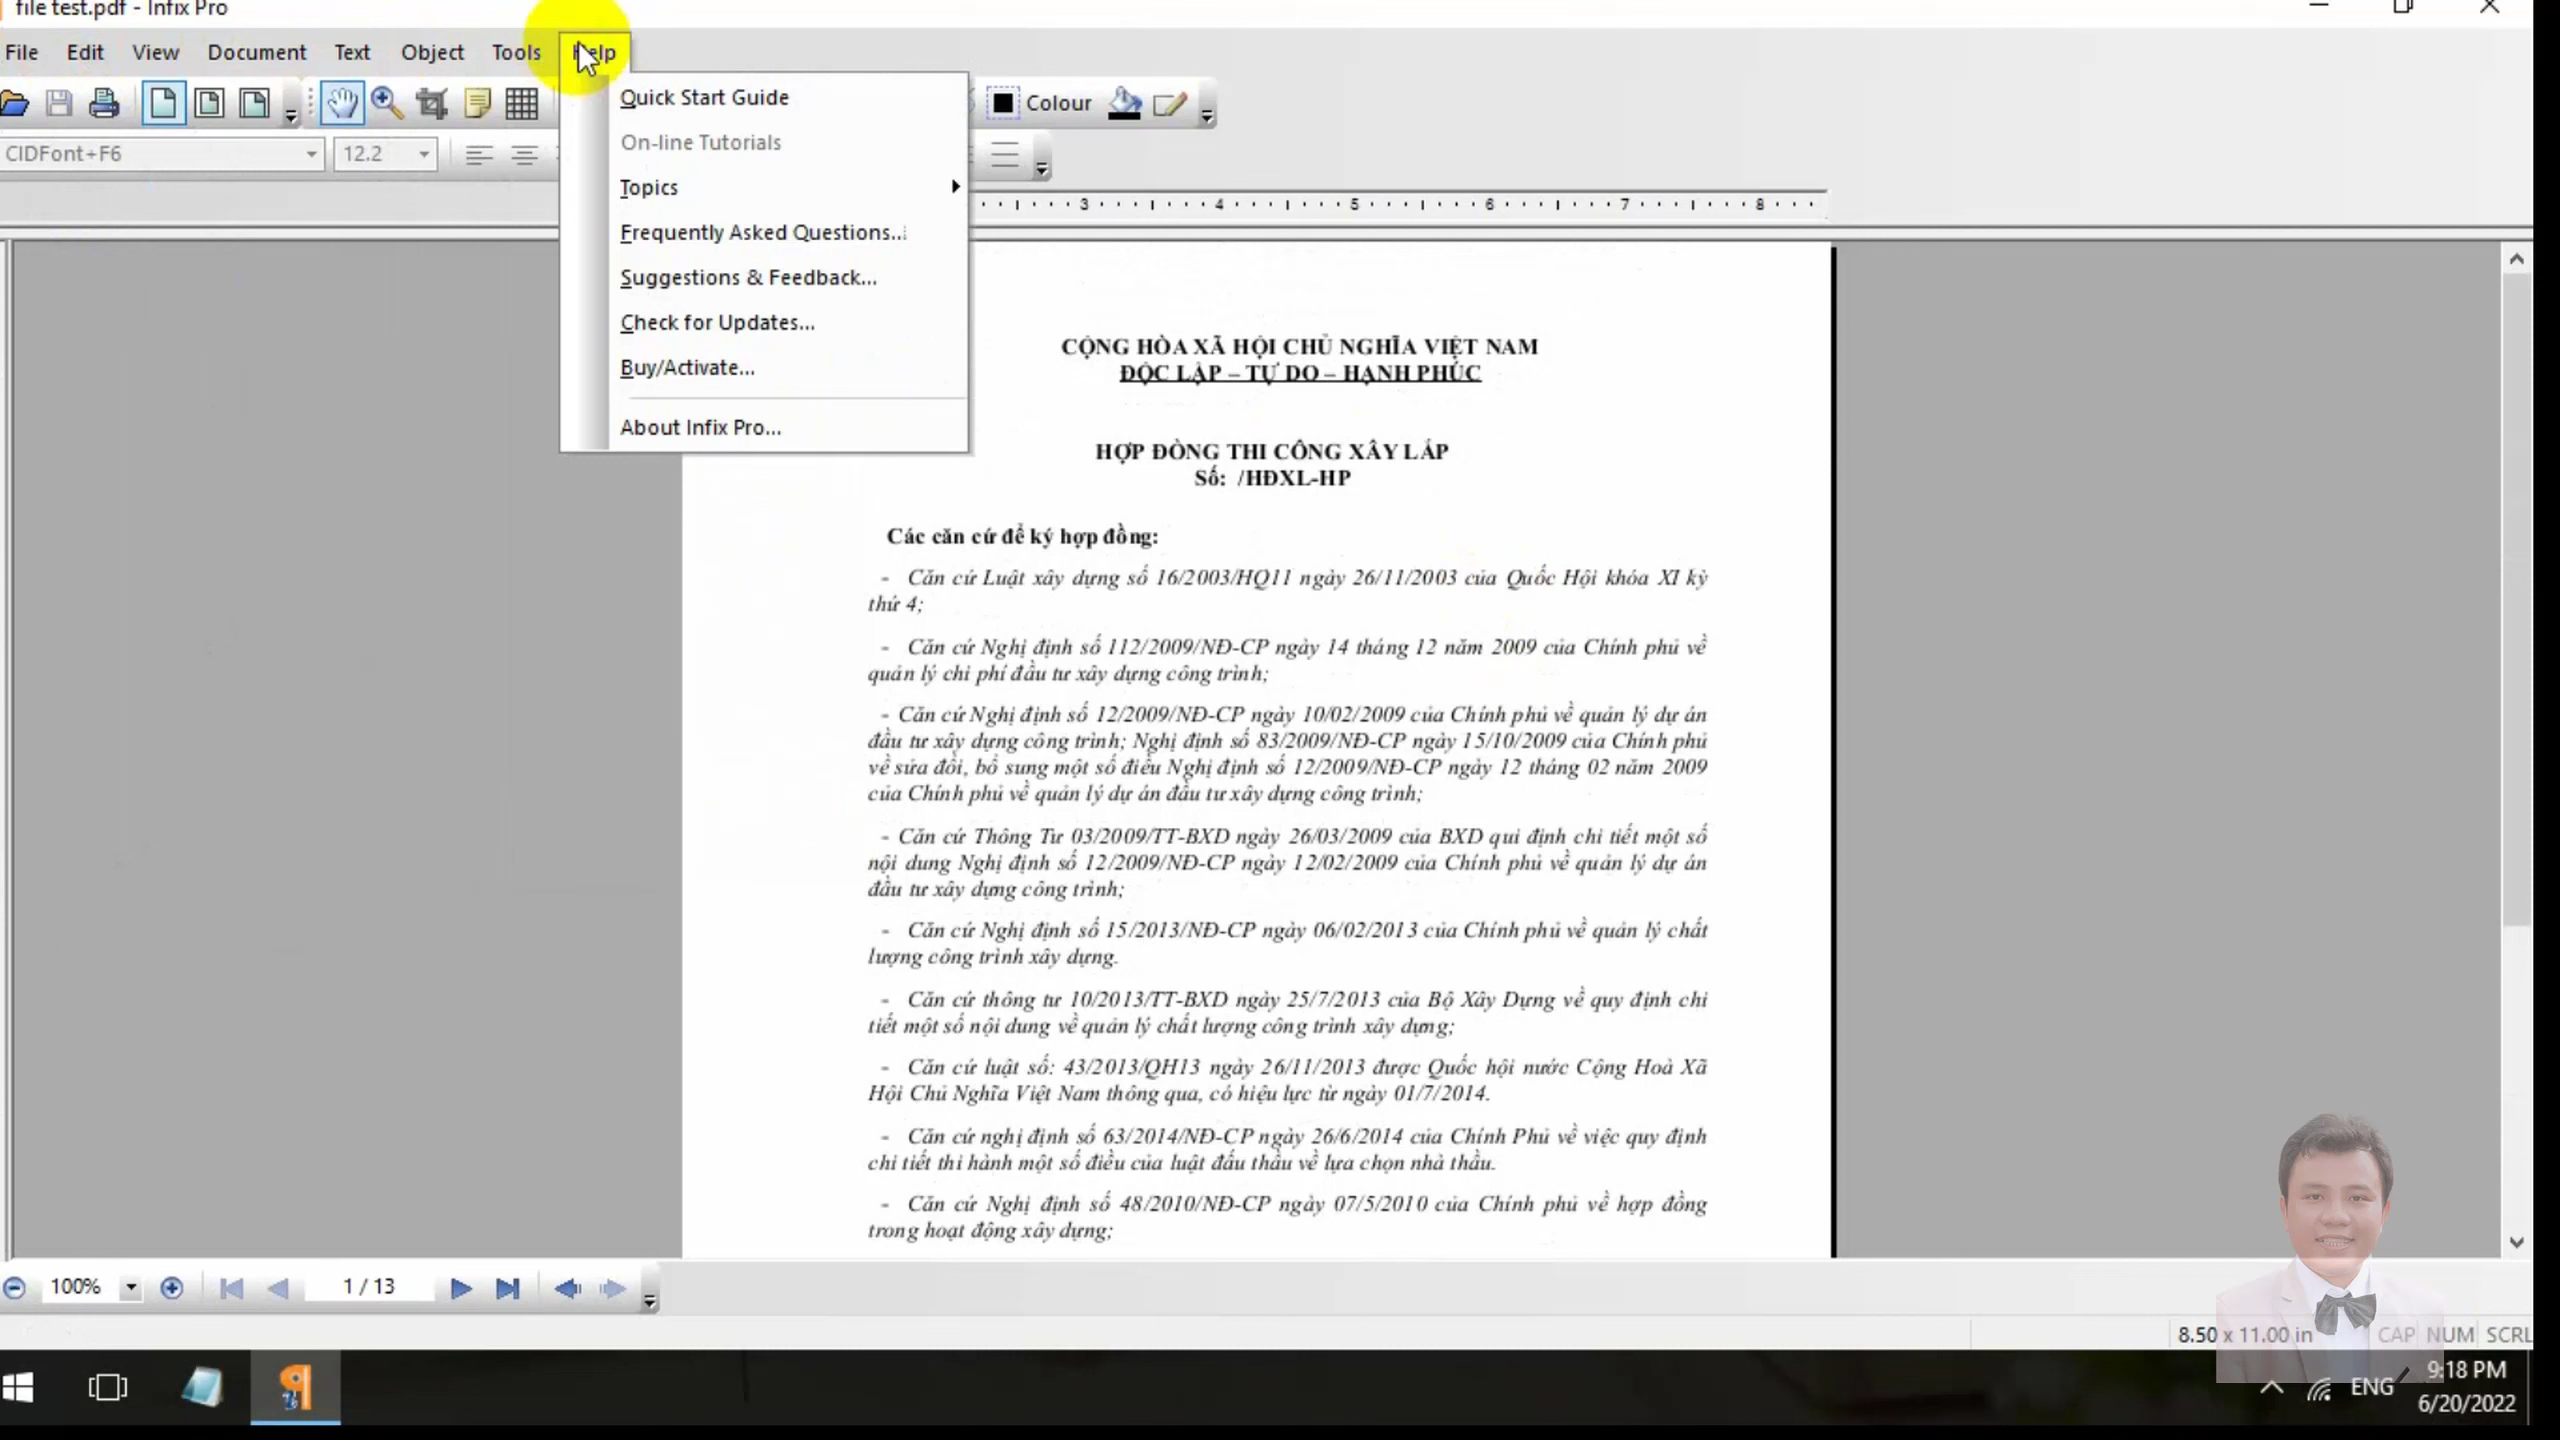 file test.pdf - Infix Pro
File Edit View Document Text Object Tools Help
Quick Start Guide
On-line Tutorials
Topics
Frequently Asked Questions...
Suggestions & Feedback...
Check for Updates...
Buy/Activate...
About Infix Pro...
Colour
CIDFont+F6 12.2
3 4 5 6 7 8
CỘNG HÒA XÃ HỘI CHỦ NGHĨA VIỆT NAM
ĐỘC LẬP – TỰ DO – HẠNH PHÚC
HỢP ĐỒNG THI CÔNG XÂY LẮP
Số: /HĐXL-HP
Các căn cứ để ký hợp đồng:
- Căn cứ Luật xây dựng số 16/2003/HQ11 ngày 26/11/2003 của Quốc Hội khóa XI kỳ
thứ 4;
- Căn cứ Nghị định số 112/2009/NĐ-CP ngày 14 tháng 12 năm 2009 của Chính phủ về
quản lý chi phí đầu tư xây dựng công trình;
- Căn cứ Nghị định số 12/2009/NĐ-CP ngày 10/02/2009 của Chính phủ về quản lý dự án
đầu tư xây dựng công trình; Nghị định số 83/2009/NĐ-CP ngày 15/10/2009 của Chính phủ
về sửa đổi, bổ sung một số điều Nghị định số 12/2009/NĐ-CP ngày 12 tháng 02 năm 2009
của Chính phủ về quản lý dự án đầu tư xây dựng công trình;
- Căn cứ Thông Tư 03/2009/TT-BXD ngày 26/03/2009 của BXD qui định chi tiết một số
nội dung Nghị định số 12/2009/NĐ-CP ngày 12/02/2009 của Chính phủ về quản lý dự án
đầu tư xây dựng công trình;
- Căn cứ Nghị định số 15/2013/NĐ-CP ngày 06/02/2013 của Chính phủ về quản lý chất
lượng công trình xây dựng.
- Căn cứ thông tư 10/2013/TT-BXD ngày 25/7/2013 của Bộ Xây Dựng về quy định chi
tiết một số nội dung về quản lý chất lượng công trình xây dựng;
- Căn cứ luật số: 43/2013/QH13 ngày 26/11/2013 được Quốc hội nước Cộng Hoà Xã
Hội Chủ Nghĩa Việt Nam thông qua, có hiệu lực từ ngày 01/7/2014.
- Căn cứ nghị định số 63/2014/NĐ-CP ngày 26/6/2014 của Chính Phủ về việc quy định
chi tiết thi hành một số điều của luật đấu thầu về lựa chọn nhà thầu.
- Căn cứ Nghị định số 48/2010/NĐ-CP ngày 07/5/2010 của Chính phủ về hợp đồng
trong hoạt động xây dựng;
100% 1 / 13
8.50 x 11.00 in CAP NUM SCRL
ENG
9:18 PM
6/20/2022